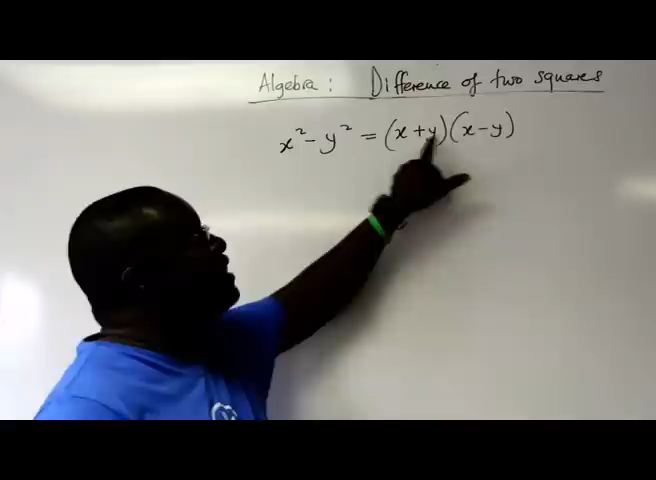 Algebra : Difference of two squares
x² - y² = (x + y)(x - y)